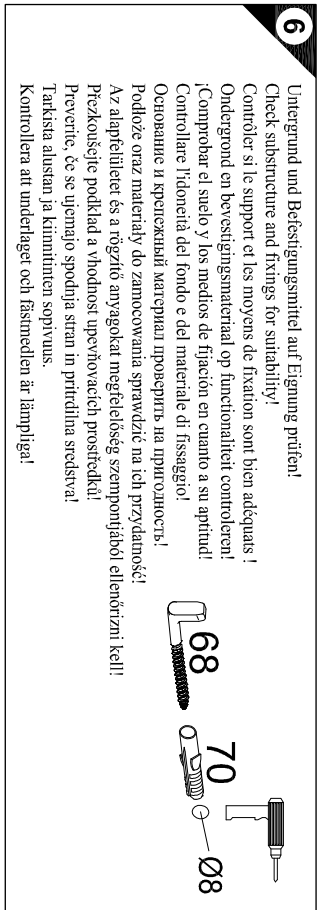 6
Untergrund und Befestigungsmittel auf Eignung prüfen!
Check substructure and fixings for suitability!
Contrôler si le support et les moyens de fixation sont bien adéquats !
Ondergrond en bevestigingsmateriaal op functionaliteit controleren!
¡Comprobar el suelo y los medios de fijación en cuanto a su aptitud!
Controllare l'idoneità del fondo e del materiale di fissaggio!
Основание и крепежный материал проверить на пригодность!
Podłoże oraz materiały do zamocowania sprawdzić na ich przydatność!
Az alapfelületet és a rögzítő anyagokat megfelelőség szempontjából ellenőrizni kell!
Přezkoušejte podklad a vhodnost upevňovacích prostředků!
Preverite, če se ujemajo spodnja stran in pritrdilna sredstva!
Tarkista alustan ja kiinnitinten sopivuus.
Kontrollera att underlaget och fästmedlen är lämpliga!
68
70
Ø8